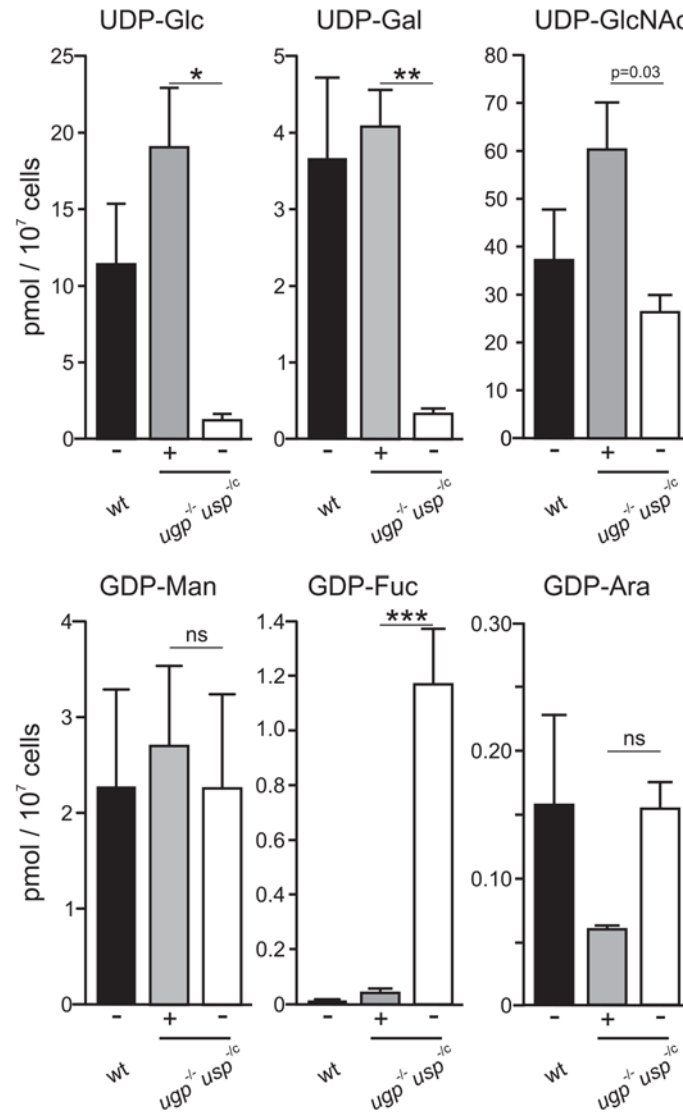 UDP-Glc
UDP-Gal
UDP-GlcNAc
pmol / 10⁷ cells
25
20
15
10
5
0
*
5
4
3
2
1
0
**
80
70
60
50
40
30
20
10
0
p=0.03
- + -
- + -
- + -
wt ugp⁻/⁻ usp⁻/c
wt ugp⁻/⁻ usp⁻/c
wt ugp⁻/⁻ usp⁻/c
GDP-Man
GDP-Fuc
GDP-Ara
pmol / 10⁷ cells
4
3
2
1
0
ns
1.4
1.2
1.0
0.8
0.6
0.4
0.2
0
***
0.30
0.20
0.10
0
ns
- + -
- + -
- + -
wt ugp⁻/⁻ usp⁻/c
wt ugp⁻/⁻ usp⁻/c
wt ugp⁻/⁻ usp⁻/c